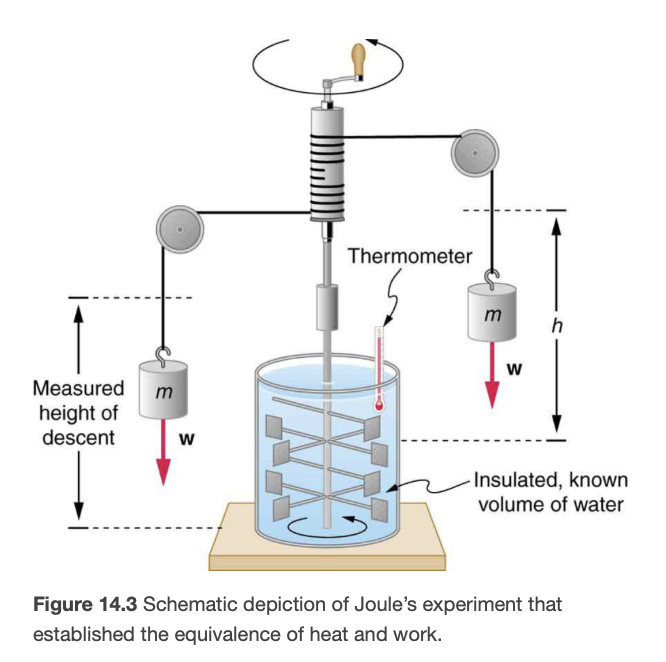 Thermometer
m
h
w
Measured
height of
descent
m
w
Insulated, known
volume of water
Figure 14.3 Schematic depiction of Joule’s experiment that
established the equivalence of heat and work.